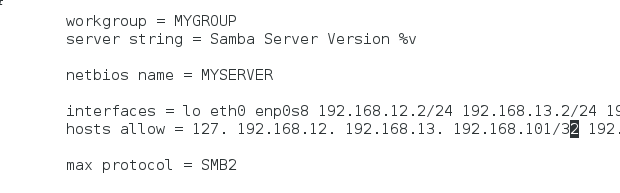 workgroup = MYGROUP
server string = Samba Server Version %v
netbios name = MYSERVER
interfaces = lo eth0 enp0s8 192.168.12.2/24 192.168.13.2/24 19
hosts allow = 127. 192.168.12. 192.168.13. 192.168.101/32 192.
max protocol = SMB2